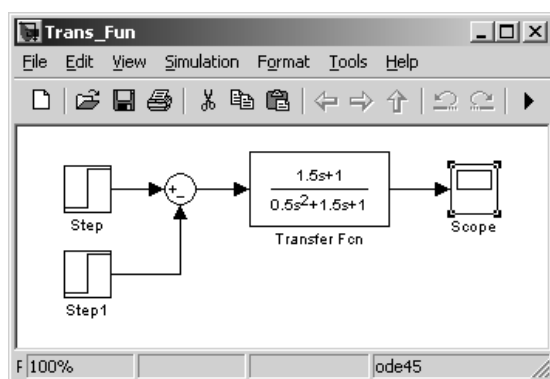 Trans_Fun
File Edit View Simulation Format Tools Help
+
-
1.5s+1
0.5s²+1.5s+1
Step
Transfer Fcn
Scope
Step1
F 100% ode45